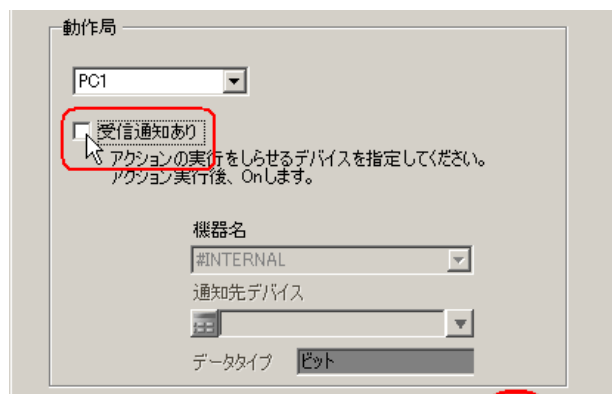 動作局
PC1
受信通知あり
アクションの実行をしらせるデバイスを指定してください。
アクション実行後、Onします。
機器名
#INTERNAL
通知先デバイス
データタイプ ビット